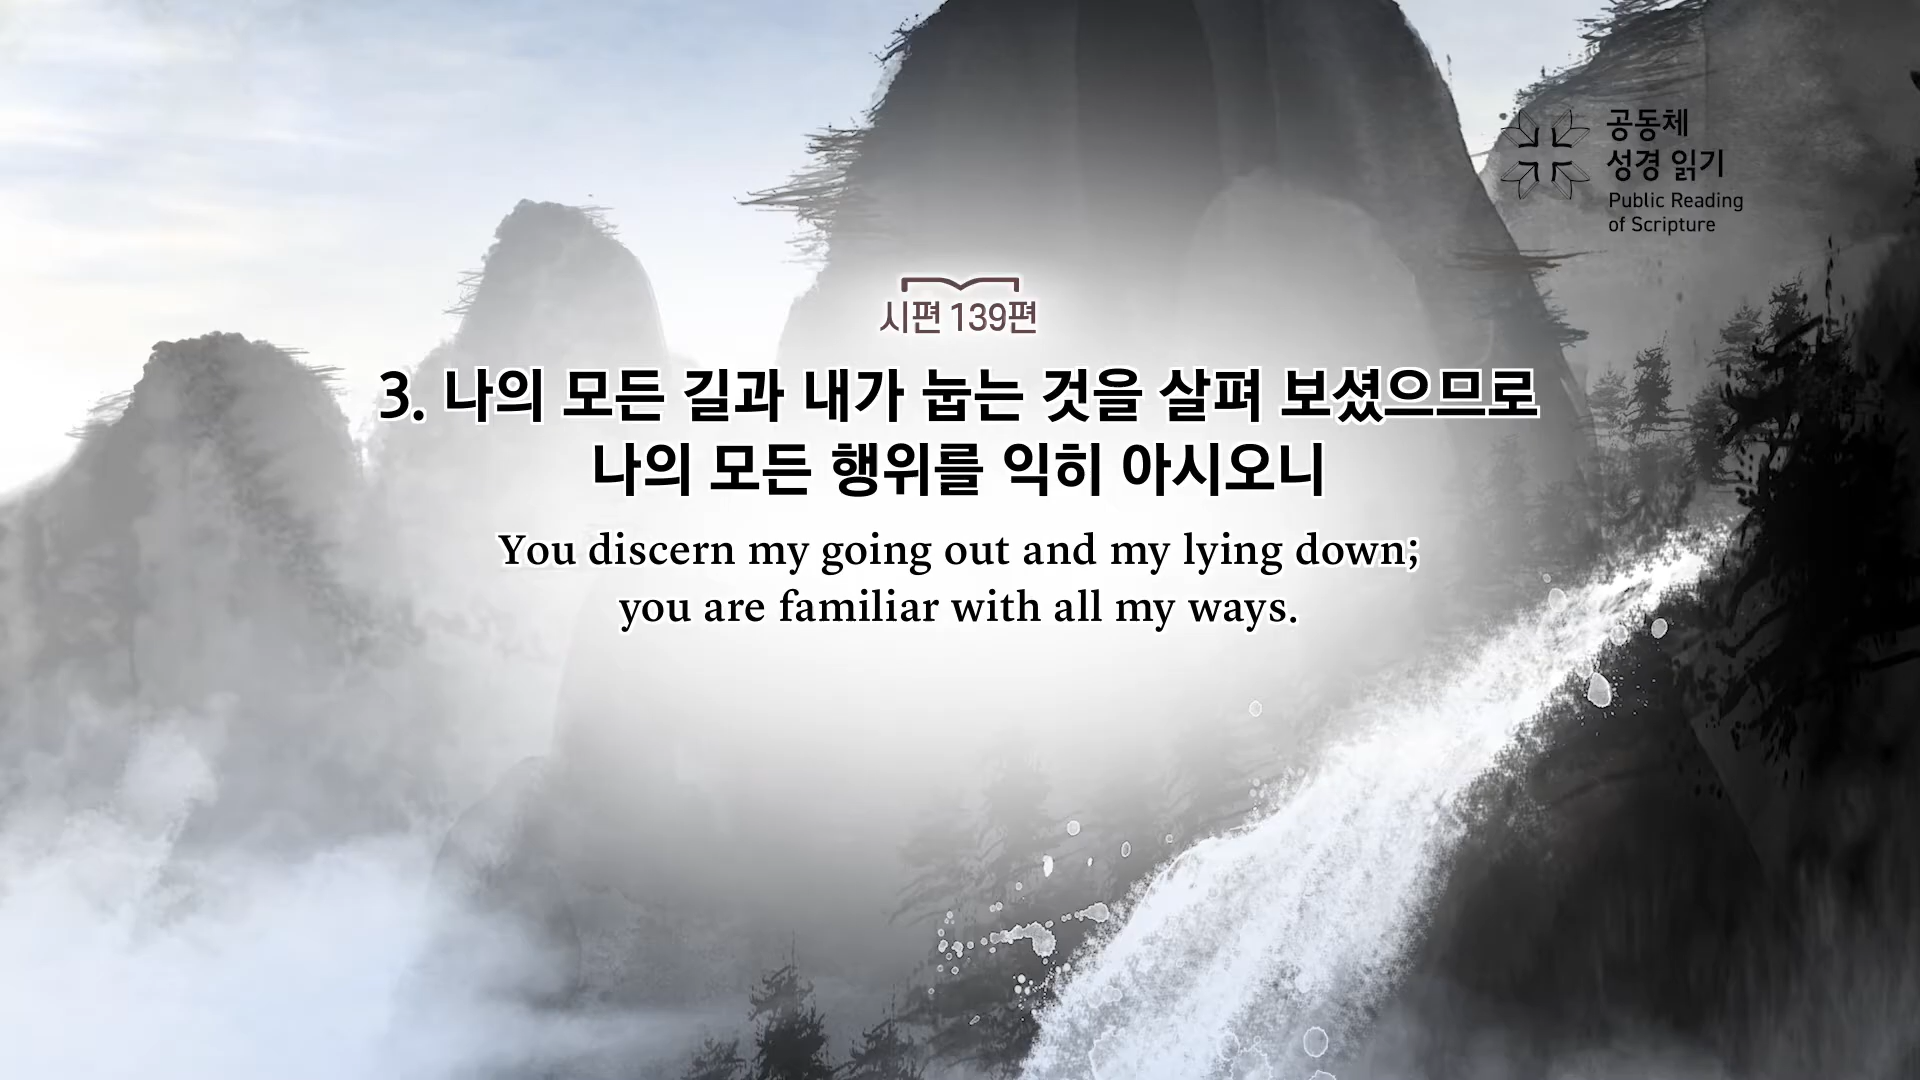 공동체
성경 읽기
Public Reading
of Scripture
시편 139편
3. 나의 모든 길과 내가 눕는 것을 살펴 보셨으므로
나의 모든 행위를 익히 아시오니
You discern my going out and my lying down;
you are familiar with all my ways.